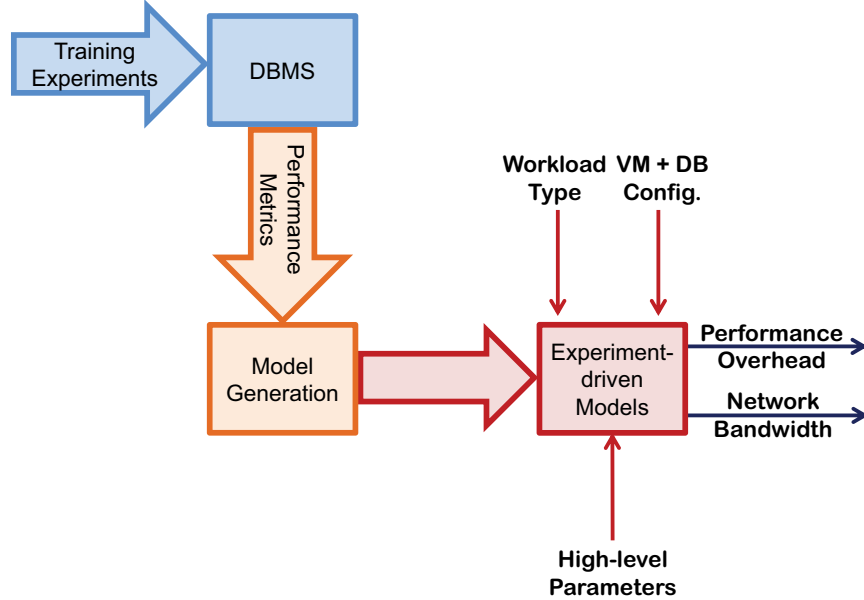 Training
Experiments
DBMS
Performance
Metrics
Workload
Type
VM + DB
Config.
Model
Generation
Experiment-
driven
Models
Performance
Overhead
Network
Bandwidth
High-level
Parameters